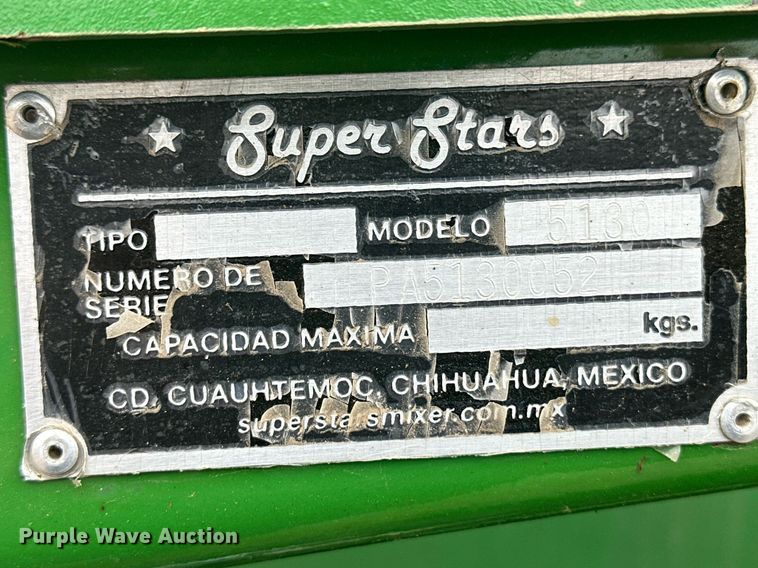 Super Stars
TIPO MODELO 5130
NUMERO DE SERIE PA5130052
CAPACIDAD MAXIMA kgs.
CD. CUAUHTEMOC, CHIHUAHUA, MEXICO
superstarsmixer.com.mx
Purple Wave Auction